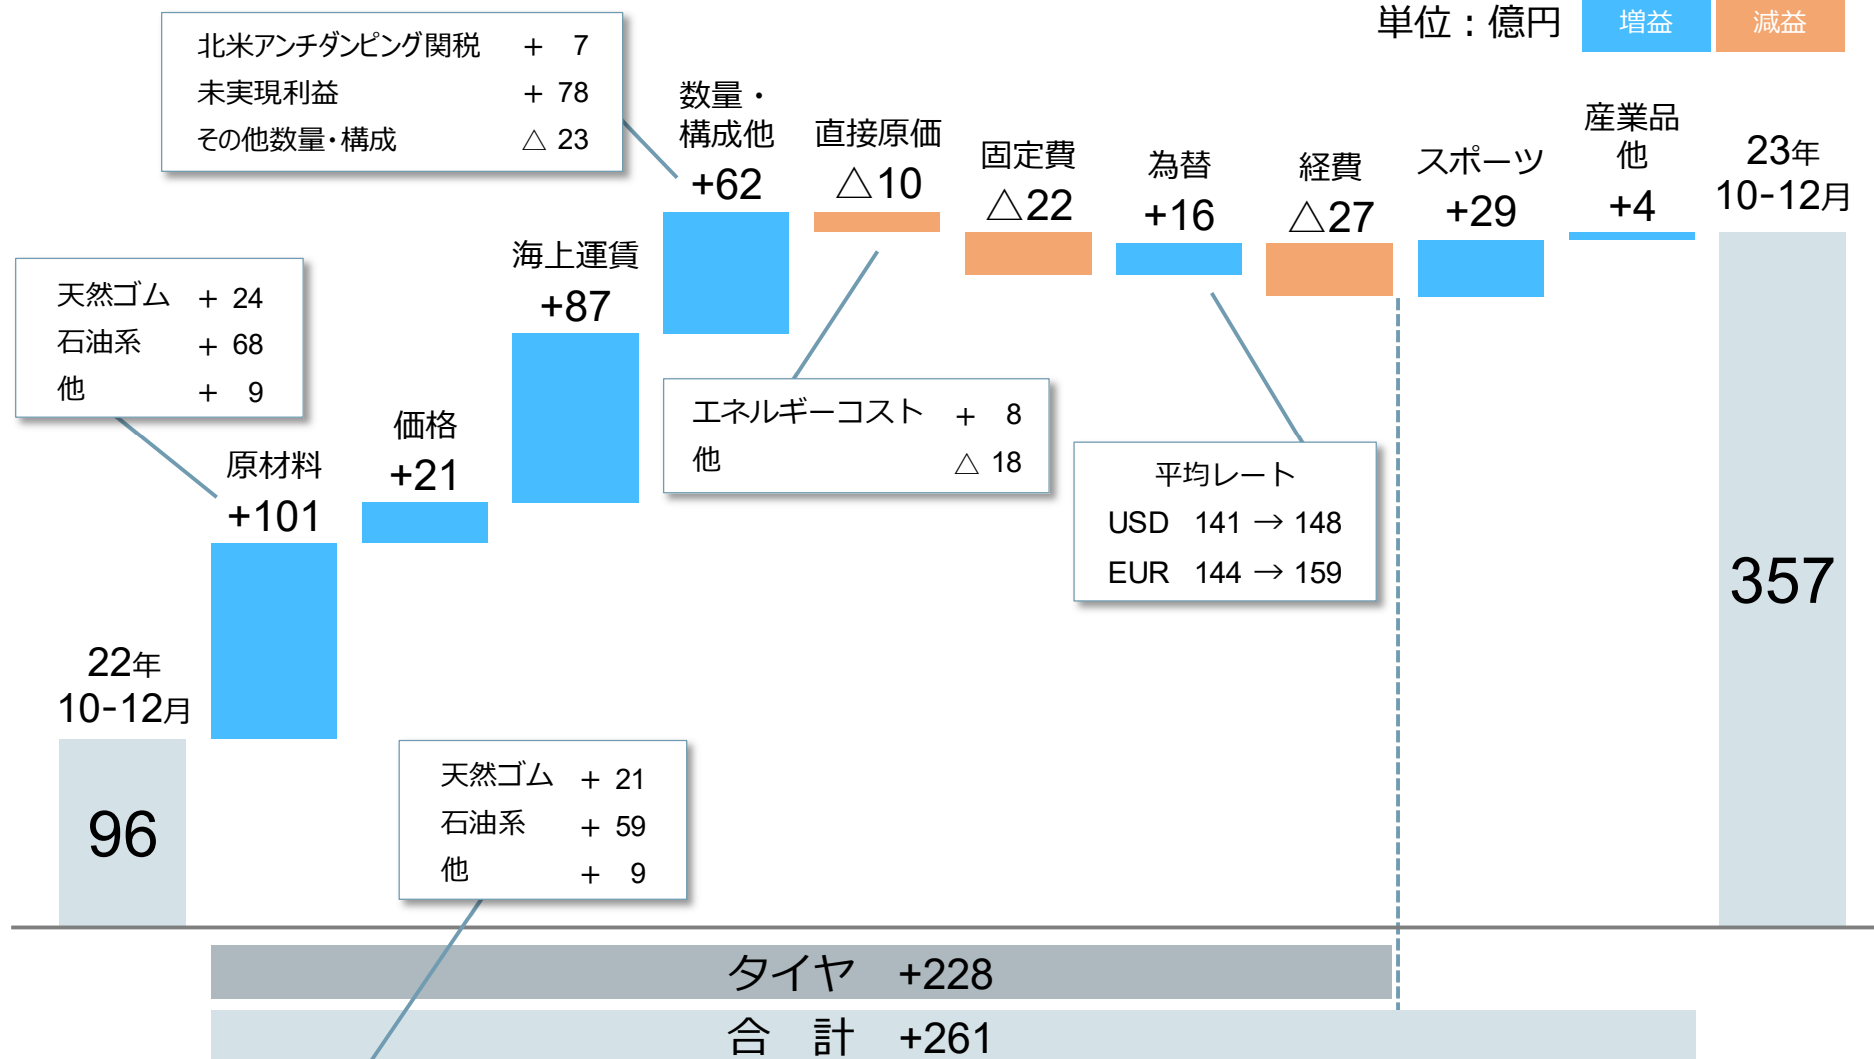 単位：億円
増益
減益
北米アンチダンピング関税 + 7
未実現利益 + 78
その他数量・構成 △ 23
数量・
構成他
+62
直接原価
△10
固定費
△22
為替
+16
経費
△27
スポーツ
+29
産業品
他
+4
23年
10-12月
357
海上運賃
+87
天然ゴム + 24
石油系 + 68
他 + 9
価格
+21
原材料
+101
エネルギーコスト + 8
他 △ 18
平均レート
USD 141 → 148
EUR 144 → 159
22年
10-12月
96
天然ゴム + 21
石油系 + 59
他 + 9
タイヤ +228
合 計 +261